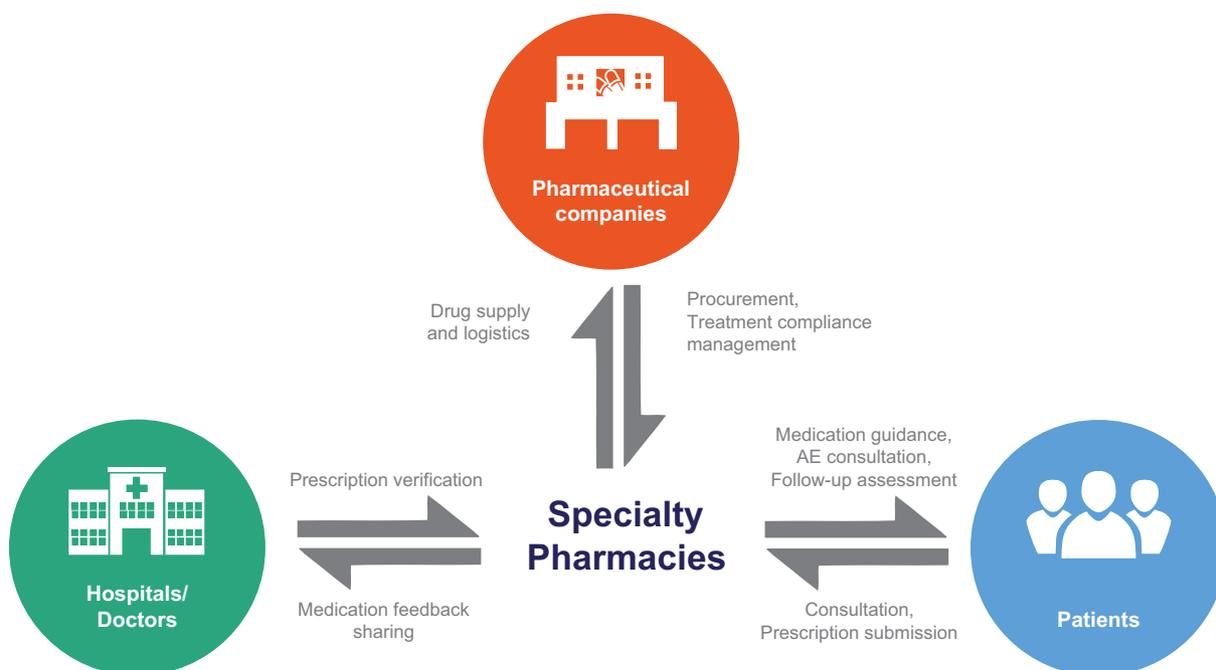 Pharmaceutical
companies
Drug supply
and logistics
Procurement,
Treatment compliance
management
Prescription verification
Medication feedback
sharing
Hospitals/
Doctors
Specialty
Pharmacies
Medication guidance,
AE consultation,
Follow-up assessment
Consultation,
Prescription submission
Patients